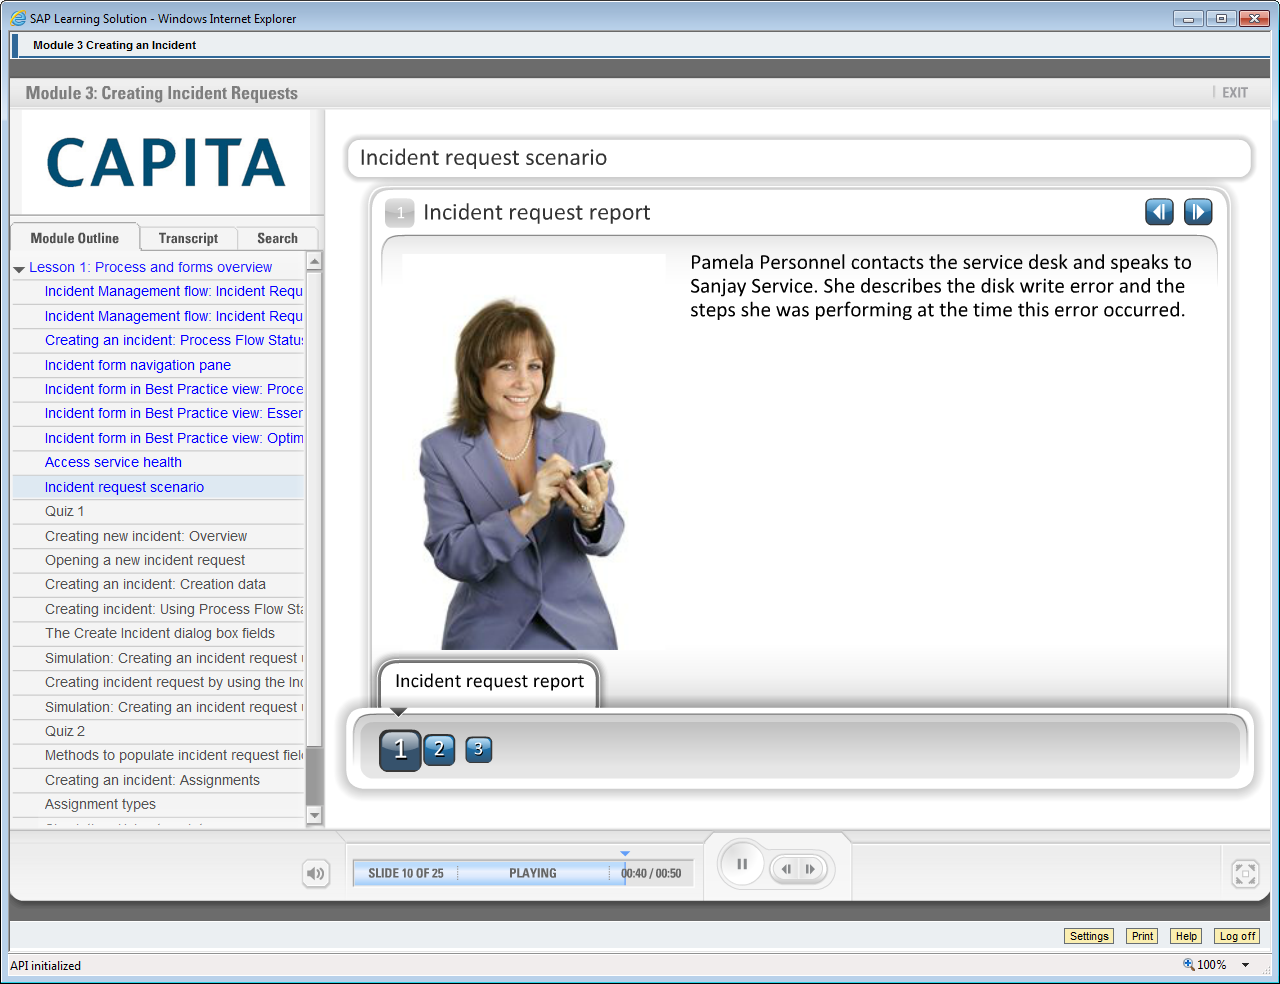 SAP Learning Solution - Windows Internet Explorer
Module 3 Creating an Incident
Module 3: Creating Incident Requests
EXIT
CAPITA
Module Outline
Transcript
Search
Lesson 1: Process and forms overview
Incident Management flow: Incident Requ
Incident Management flow: Incident Requ
Creating an incident: Process Flow Statu
Incident form navigation pane
Incident form in Best Practice view: Proce
Incident form in Best Practice view: Esser
Incident form in Best Practice view: Optim
Access service health
Incident request scenario
Quiz 1
Creating new incident: Overview
Opening a new incident request
Creating an incident: Creation data
Creating incident: Using Process Flow Sta
The Create Incident dialog box fields
Simulation: Creating an incident request
Creating incident request by using the Inc
Simulation: Creating an incident request
Quiz 2
Methods to populate incident request fiel
Creating an incident: Assignments
Assignment types
Incident request scenario
1
Incident request report
Pamela Personnel contacts the service desk and speaks to
Sanjay Service. She describes the disk write error and the
steps she was performing at the time this error occurred.
Incident request report
1
2
3
SLIDE 10 OF 25
PLAYING
00:40 / 00:50
Settings
Print
Help
Log off
API initialized
100%